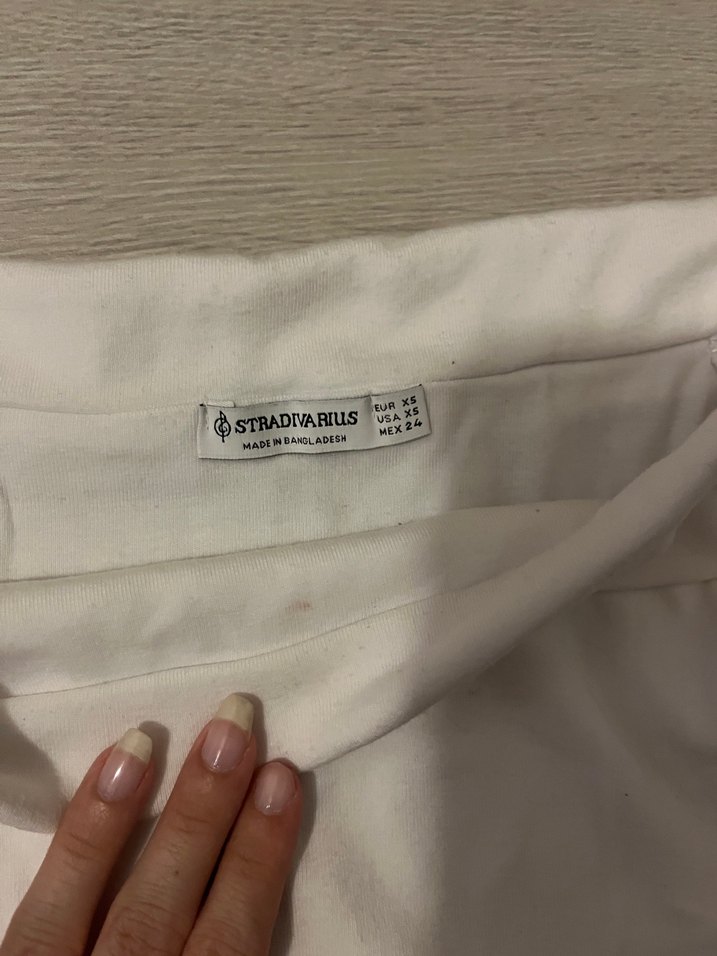 STRADIVARIUS
MADE IN BANGLADESH
EUR XS
USA XS
MEX 24